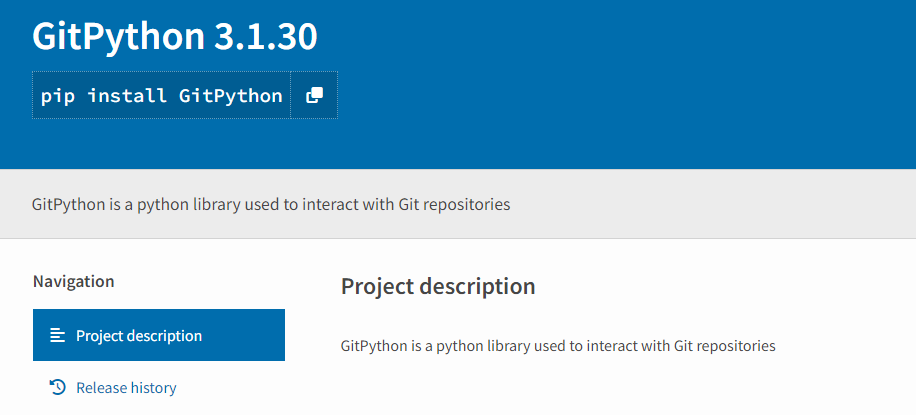 GitPython 3.1.30
pip install GitPython
GitPython is a python library used to interact with Git repositories
Navigation
Project description
Release history
Project description
GitPython is a python library used to interact with Git repositories